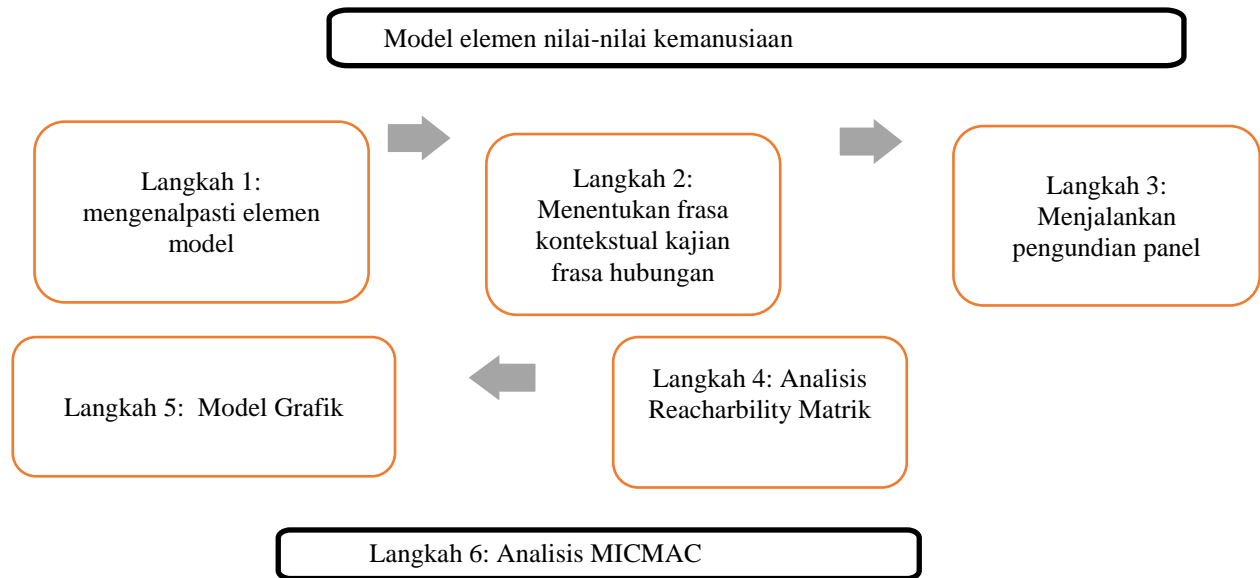 Model elemen nilai-nilai kemanusiaan
Langkah 1:
mengenalpasti elemen
model
Langkah 2:
Menentukan frasa
kontekstual kajian
frasa hubungan
Langkah 3:
Menjalankan
pengundian panel
Langkah 4: Analisis
Reacharbility Matrik
Langkah 5:  Model Grafik
Langkah 6: Analisis MICMAC